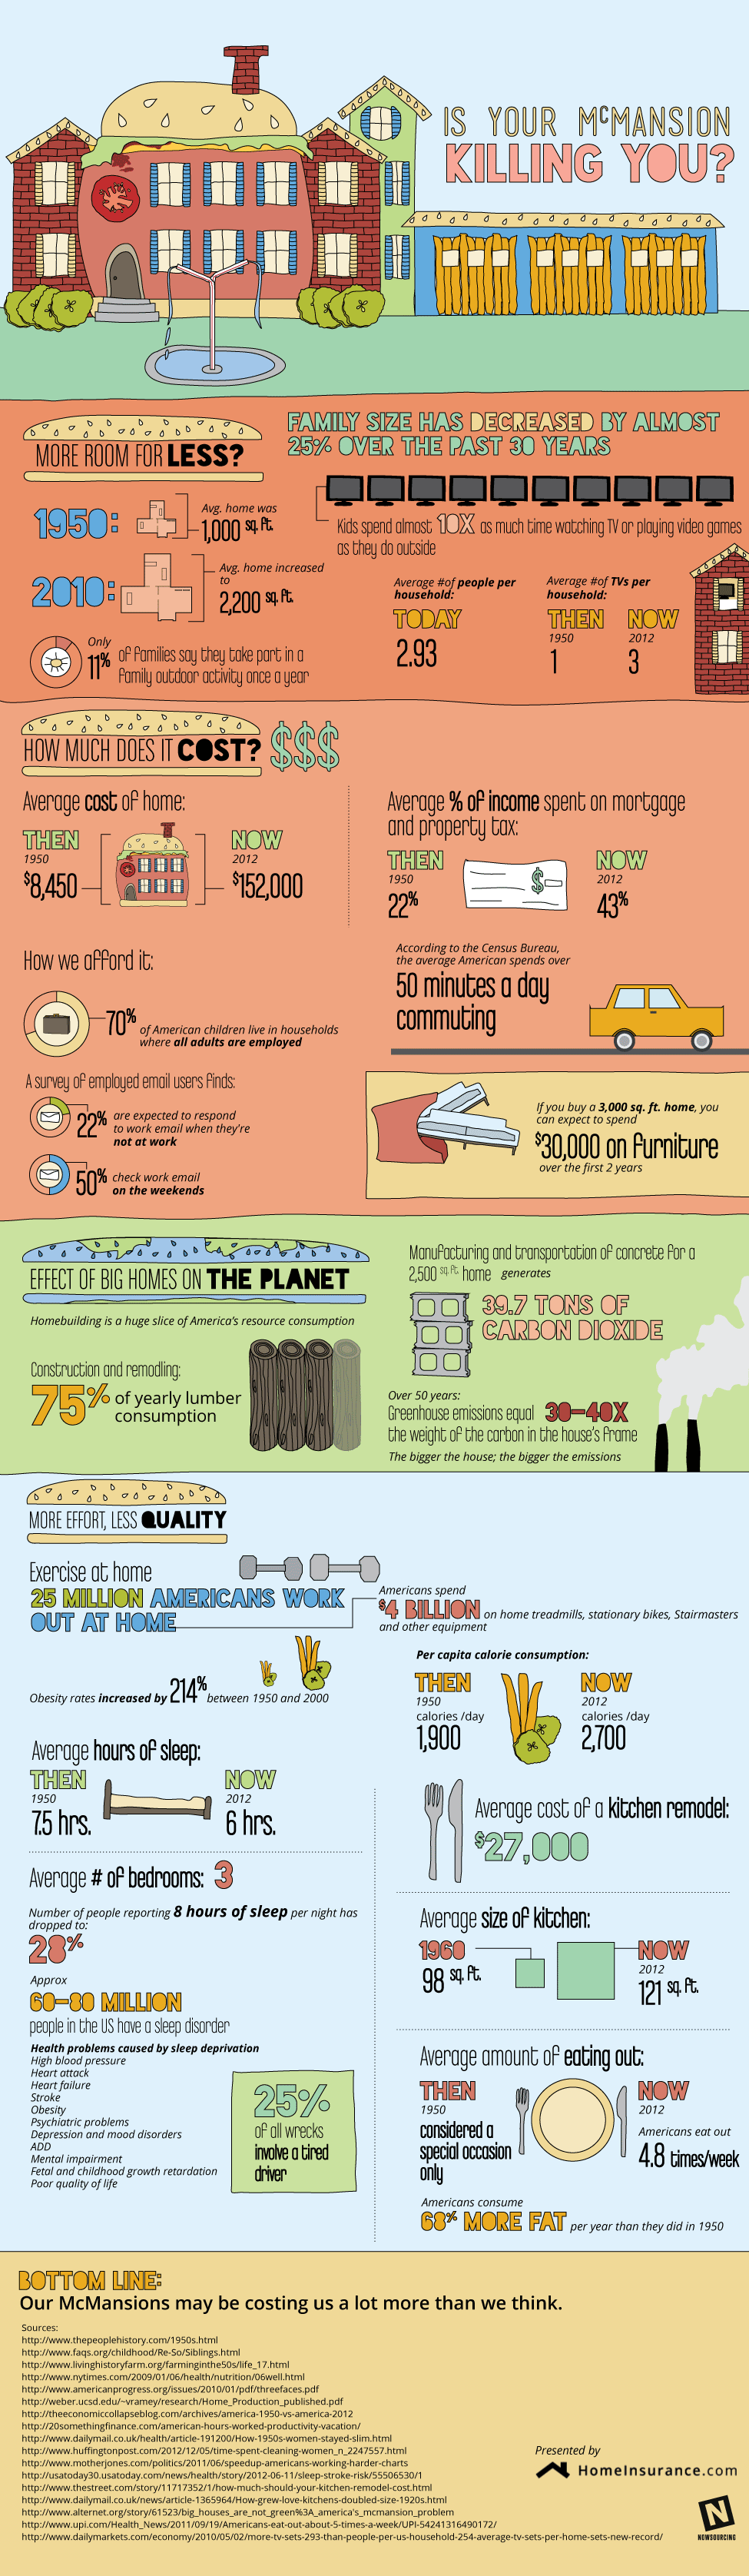 IS YOUR McMANSION
KILLING YOU?
MORE ROOM FOR LESS?
FAMILY SIZE HAS DECREASED BY ALMOST
25% OVER THE PAST 30 YEARS
1950:
Avg. home was
1,000 sq. ft.
Kids spend almost 10X as much time watching TV or playing video games
as they do outside
2010:
Avg. home increased
to
2,200 sq. ft.
Average # of people per
household:
TODAY
2.93
Average # of TVs per
household:
THEN
1950
1
NOW
2012
3
Only
11% of families say they take part in a
family outdoor activity once a year
HOW MUCH DOES IT COST? $$$
Average cost of home:
THEN
1950
$8,450
NOW
2012
$152,000
Average % of income spent on mortgage
and property tax:
THEN
1950
22%
$
NOW
2012
43%
How we afford it:
70% of American children live in households
where all adults are employed
According to the Census Bureau,
the average American spends over
50 minutes a day
commuting
A survey of employed email users finds:
22% are expected to respond
to work email when they're
not at work
50% check work email
on the weekends
If you buy a 3,000 sq. ft. home, you
can expect to spend
$30,000 on furniture
over the first 2 years
EFFECT OF BIG HOMES ON THE PLANET
Homebuilding is a huge slice of America's resource consumption
Construction and remodling:
75% of yearly lumber
consumption
Manufacturing and transportation of concrete for a
2,500 sq. ft. home generates
39.7 TONS OF
CARBON DIOXIDE
Over 50 years:
Greenhouse emissions equal 30-40X
the weight of the carbon in the house's frame
The bigger the house; the bigger the emissions
MORE EFFORT, LESS QUALITY
Exercise at home
25 MILLION AMERICANS WORK
OUT AT HOME
Americans spend
$4 BILLION on home treadmills, stationary bikes, Stairmasters
and other equipment
Obesity rates increased by 214% between 1950 and 2000
Per capita calorie consumption:
THEN
1950
calories /day
1,900
NOW
2012
calories /day
2,700
Average hours of sleep:
THEN
1950
7.5 hrs.
NOW
2012
6 hrs.
Average cost of a kitchen remodel:
$27,000
Average # of bedrooms: 3
Number of people reporting 8 hours of sleep per night has
dropped to:
28%
Approx
60-80 MILLION
people in the US have a sleep disorder
Health problems caused by sleep deprivation
High blood pressure
Heart attack
Heart failure
Stroke
Obesity
Psychiatric problems
Depression and mood disorders
ADD
Mental impairment
Fetal and childhood growth retardation
Poor quality of life
25%
of all wrecks
involve a tired
driver
Average size of kitchen:
1960
98 sq. ft.
NOW
2012
121 sq. ft.
Average amount of eating out:
THEN
1950
considered a
special occasion
only
NOW
2012
Americans eat out
4.8 times/week
Americans consume
68% MORE FAT per year than they did in 1950
BOTTOM LINE:
Our McMansions may be costing us a lot more than we think.
Sources:
http://www.thepeoplehistory.com/1950s.html
http://www.faqs.org/childhood/Re-So/Siblings.html
http://www.livinghistoryfarm.org/farminginthe50s/life_17.html
http://www.nytimes.com/2009/01/06/health/nutrition/06well.html
http://www.americanprogress.org/issues/2010/01/pdf/threefaces.pdf
http://weber.ucsd.edu/~vramey/research/Home_Production_published.pdf
http://theeconomiccollapseblog.com/archives/america-1950-vs-america-2012
http://20somethingfinance.com/american-hours-worked-productivity-vacation/
http://www.dailymail.co.uk/health/article-191200/How-1950s-women-stayed-slim.html
http://www.huffingtonpost.com/2012/12/05/time-spent-cleaning-women_n_2247557.html
http://www.motherjones.com/politics/2011/06/speedup-americans-working-harder-charts
http://usatoday30.usatoday.com/news/health/story/2012-06-11/sleep-stroke-risk/55506530/1
http://www.thestreet.com/story/11717352/1/how-much-should-your-kitchen-remodel-cost.html
http://www.dailymail.co.uk/news/article-1365964/How-grew-love-kitchens-doubled-size-1920s.html
http://www.alternet.org/story/61523/big_houses_are_not_green%3A_america's_mcmansion_problem
http://www.upi.com/Health_News/2011/09/19/Americans-eat-out-about-5-times-a-week/UPI-54241316490172/
http://www.dailymarkets.com/economy/2010/05/02/more-tv-sets-293-than-people-per-us-household-254-average-tv-sets-per-home-sets-new-record/
Presented by
HomeInsurance.com
N
NOWSOURCING